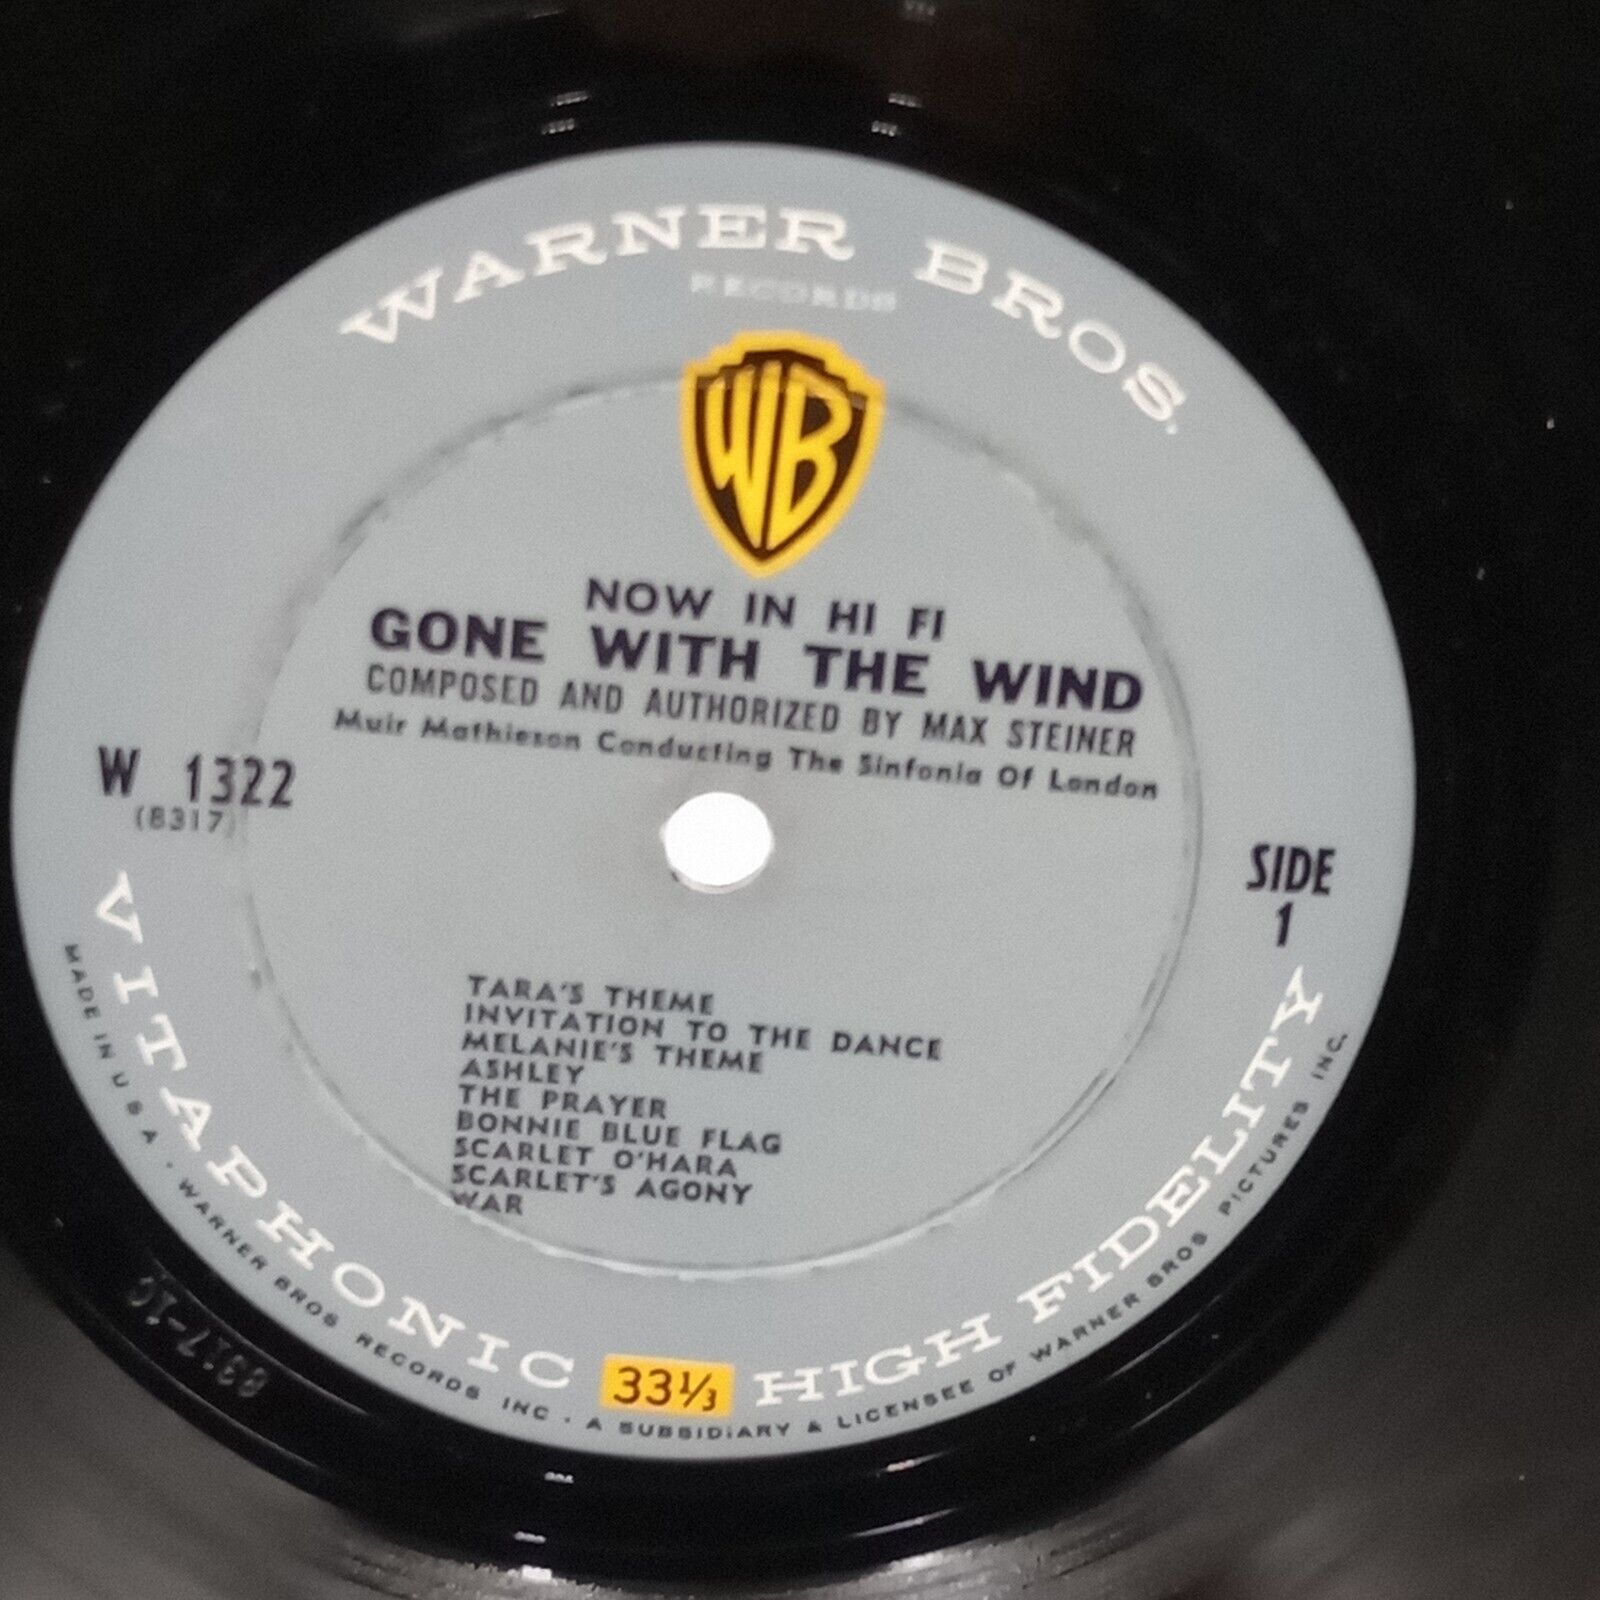 WARNER BROS.
RECORDS
WB
NOW IN HI FI
GONE WITH THE WIND
COMPOSED AND AUTHORIZED BY MAX STEINER
Muir Mathieson Conducting The Sinfonia Of London
W 1322
(8317)
SIDE
1
TARA'S THEME
INVITATION TO THE DANCE
MELANIE'S THEME
ASHLEY
THE PRAYER
BONNIE BLUE FLAG
SCARLET O'HARA
SCARLET'S AGONY
WAR
VITAPHONIC 33⅓ HIGH FIDELITY
MADE IN U.S.A. · WARNER BROS RECORDS INC · A SUBSIDIARY & LICENSEE OF WARNER BROS PICTURES INC.
8317-1G